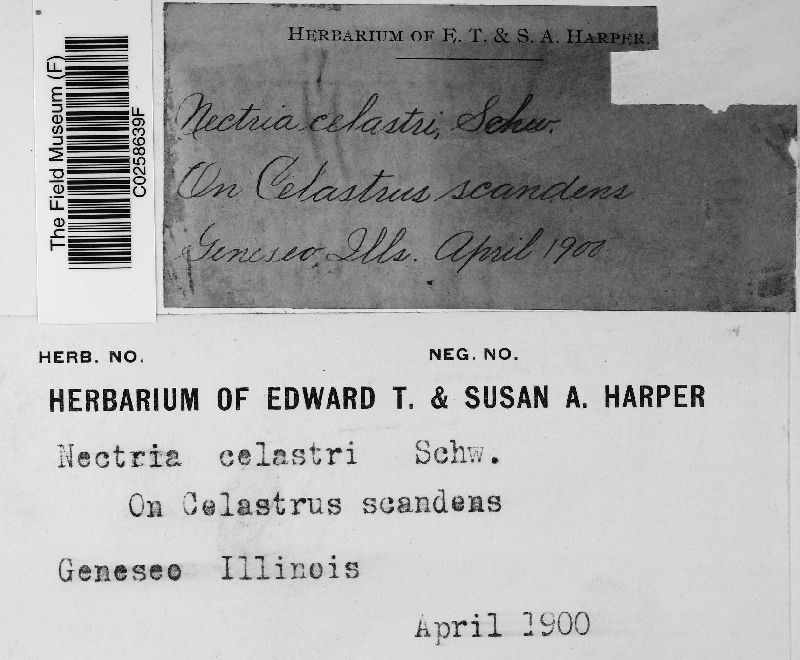 The Field Museum (F)
C0258639F
HERBARIUM OF E. T. & S. A. HARPER.
Nectria celastri, Schw.
On Celastrus scandens
Geneseo, Ills. April 1900
HERB. NO.
NEG. NO.
HERBARIUM OF EDWARD T. & SUSAN A. HARPER
Nectria celastri Schw.
On Celastrus scandens
Geneseo Illinois
April 1900